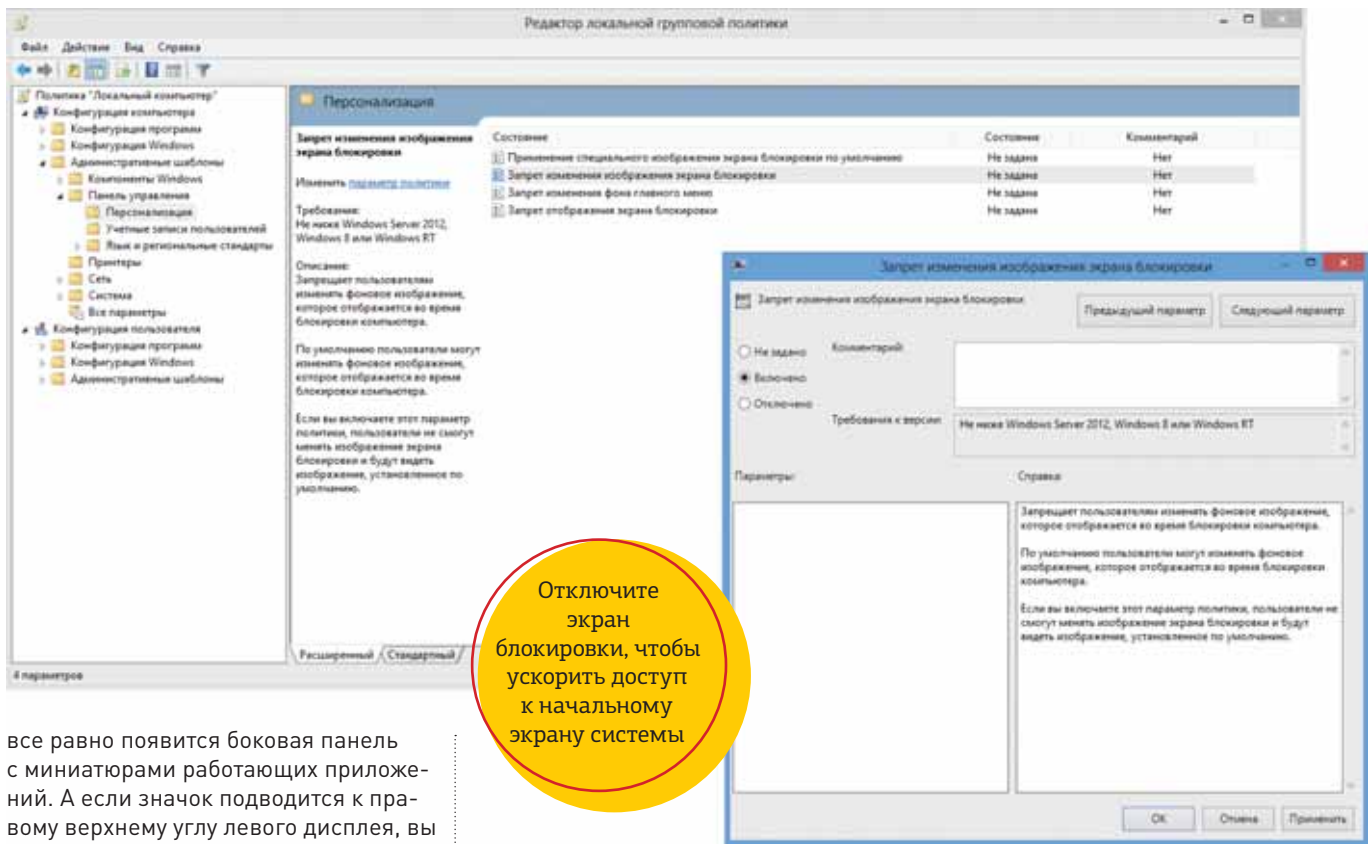 Редактор локальной групповой политики
Файл Действие Вид Справка
Политика "Локальный компьютер"
Конфигурация компьютера
Конфигурация программ
Конфигурация Windows
Административные шаблоны
Компоненты Windows
Панель управления
Персонализация
Учетные записи пользователей
Язык и региональные стандарты
Принтеры
Сеть
Система
Все параметры
Конфигурация пользователя
Конфигурация программ
Конфигурация Windows
Административные шаблоны
4 параметров
Персонализация
Запрет изменения изображения
экрана блокировки
Изменить параметр политики
Требования:
Не ниже Windows Server 2012,
Windows 8 или Windows RT
Описание:
Запрещает пользователям
изменять фоновое изображение,
которое отображается во время
блокировки компьютера.
По умолчанию пользователи могут
изменять фоновое изображение,
которое отображается во время
блокировки компьютера.
Если вы включаете этот параметр
политики, пользователи не смогут
менять изображение экрана
блокировки и будут видеть
изображение, установленное по
умолчанию.
Расширенный Стандартный
Состояние Состояние Комментарий
Применение специального изображения экрана блокировки по умолчанию Не задана Нет
Запрет изменения изображения экрана блокировки Не задана Нет
Запрет изменения фона главного меню Не задана Нет
Запрет отображения экрана блокировки Не задана Нет
Запрет изменения изображения экрана блокировки
Запрет изменения изображения экрана блокировки
Предыдущий параметр Следующий параметр
Не задано
Включено
Отключено
Комментарий:
Требования к версии: Не ниже Windows Server 2012, Windows 8 или Windows RT
Параметры: Справка:
Запрещает пользователям изменять фоновое изображение,
которое отображается во время блокировки компьютера.
По умолчанию пользователи могут изменять фоновое
изображение, которое отображается во время блокировки
компьютера.
Если вы включаете этот параметр политики, пользователи не
смогут менять изображение экрана блокировки и будут
видеть изображение, установленное по умолчанию.
ОК Отмена Применить
Отключите
экран
блокировки, чтобы
ускорить доступ
к начальному
экрану системы
все равно появится боковая панель
с миниатюрами работающих приложе-
ний. А если значок подводится к пра-
вому верхнему углу левого дисплея, вы